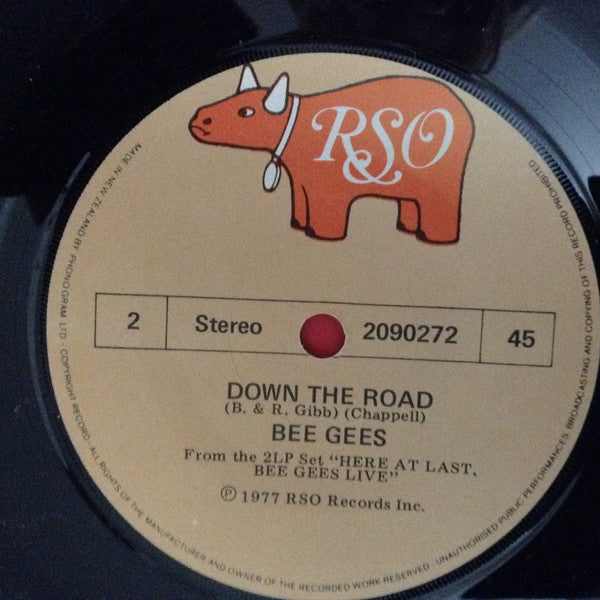 RSO
2 Stereo 2090272 45
DOWN THE ROAD
(B. & R. Gibb) (Chappell)
BEE GEES
From the 2LP Set "HERE AT LAST,
BEE GEES LIVE"
℗ 1977 RSO Records Inc.
MADE IN NEW ZEALAND BY PHONOGRAM LTD. COPYRIGHT RECORD. ALL RIGHTS OF THE MANUFACTURER AND OWNER OF THE RECORDED WORK RESERVED. UNAUTHORISED PUBLIC PERFORMANCES BROADCASTING AND COPYING OF THIS RECORD PROHIBITED